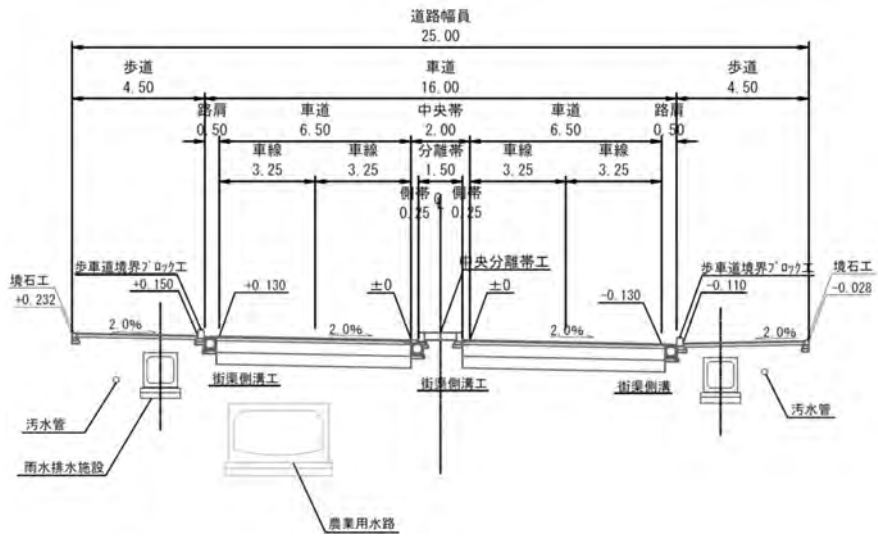 道路幅員
25.00
歩道
4.50
車道
16.00
歩道
4.50
路肩
0.50
車道
6.50
中央帯
2.00
車道
6.50
路肩
0.50
車線
3.25
車線
3.25
分離帯
1.50
車線
3.25
車線
3.25
側帯
0.25
側帯
0.25
境石工
+0.232
歩車道境界ブロック工
+0.150
+0.130
±0
中央分離帯工
±0
-0.130
歩車道境界ブロック工
-0.110
境石工
-0.028
2.0%
2.0%
2.0%
2.0%
街渠側溝工
街渠側溝工
街渠側溝
汚水管
汚水管
雨水排水施設
農業用水路